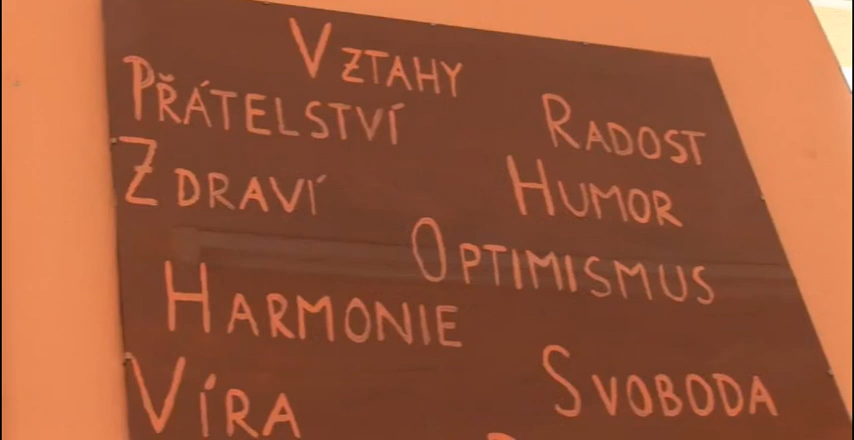 Vztahy
Přátelství
Radost
Zdraví
Humor
Optimismus
Harmonie
Víra
Svoboda